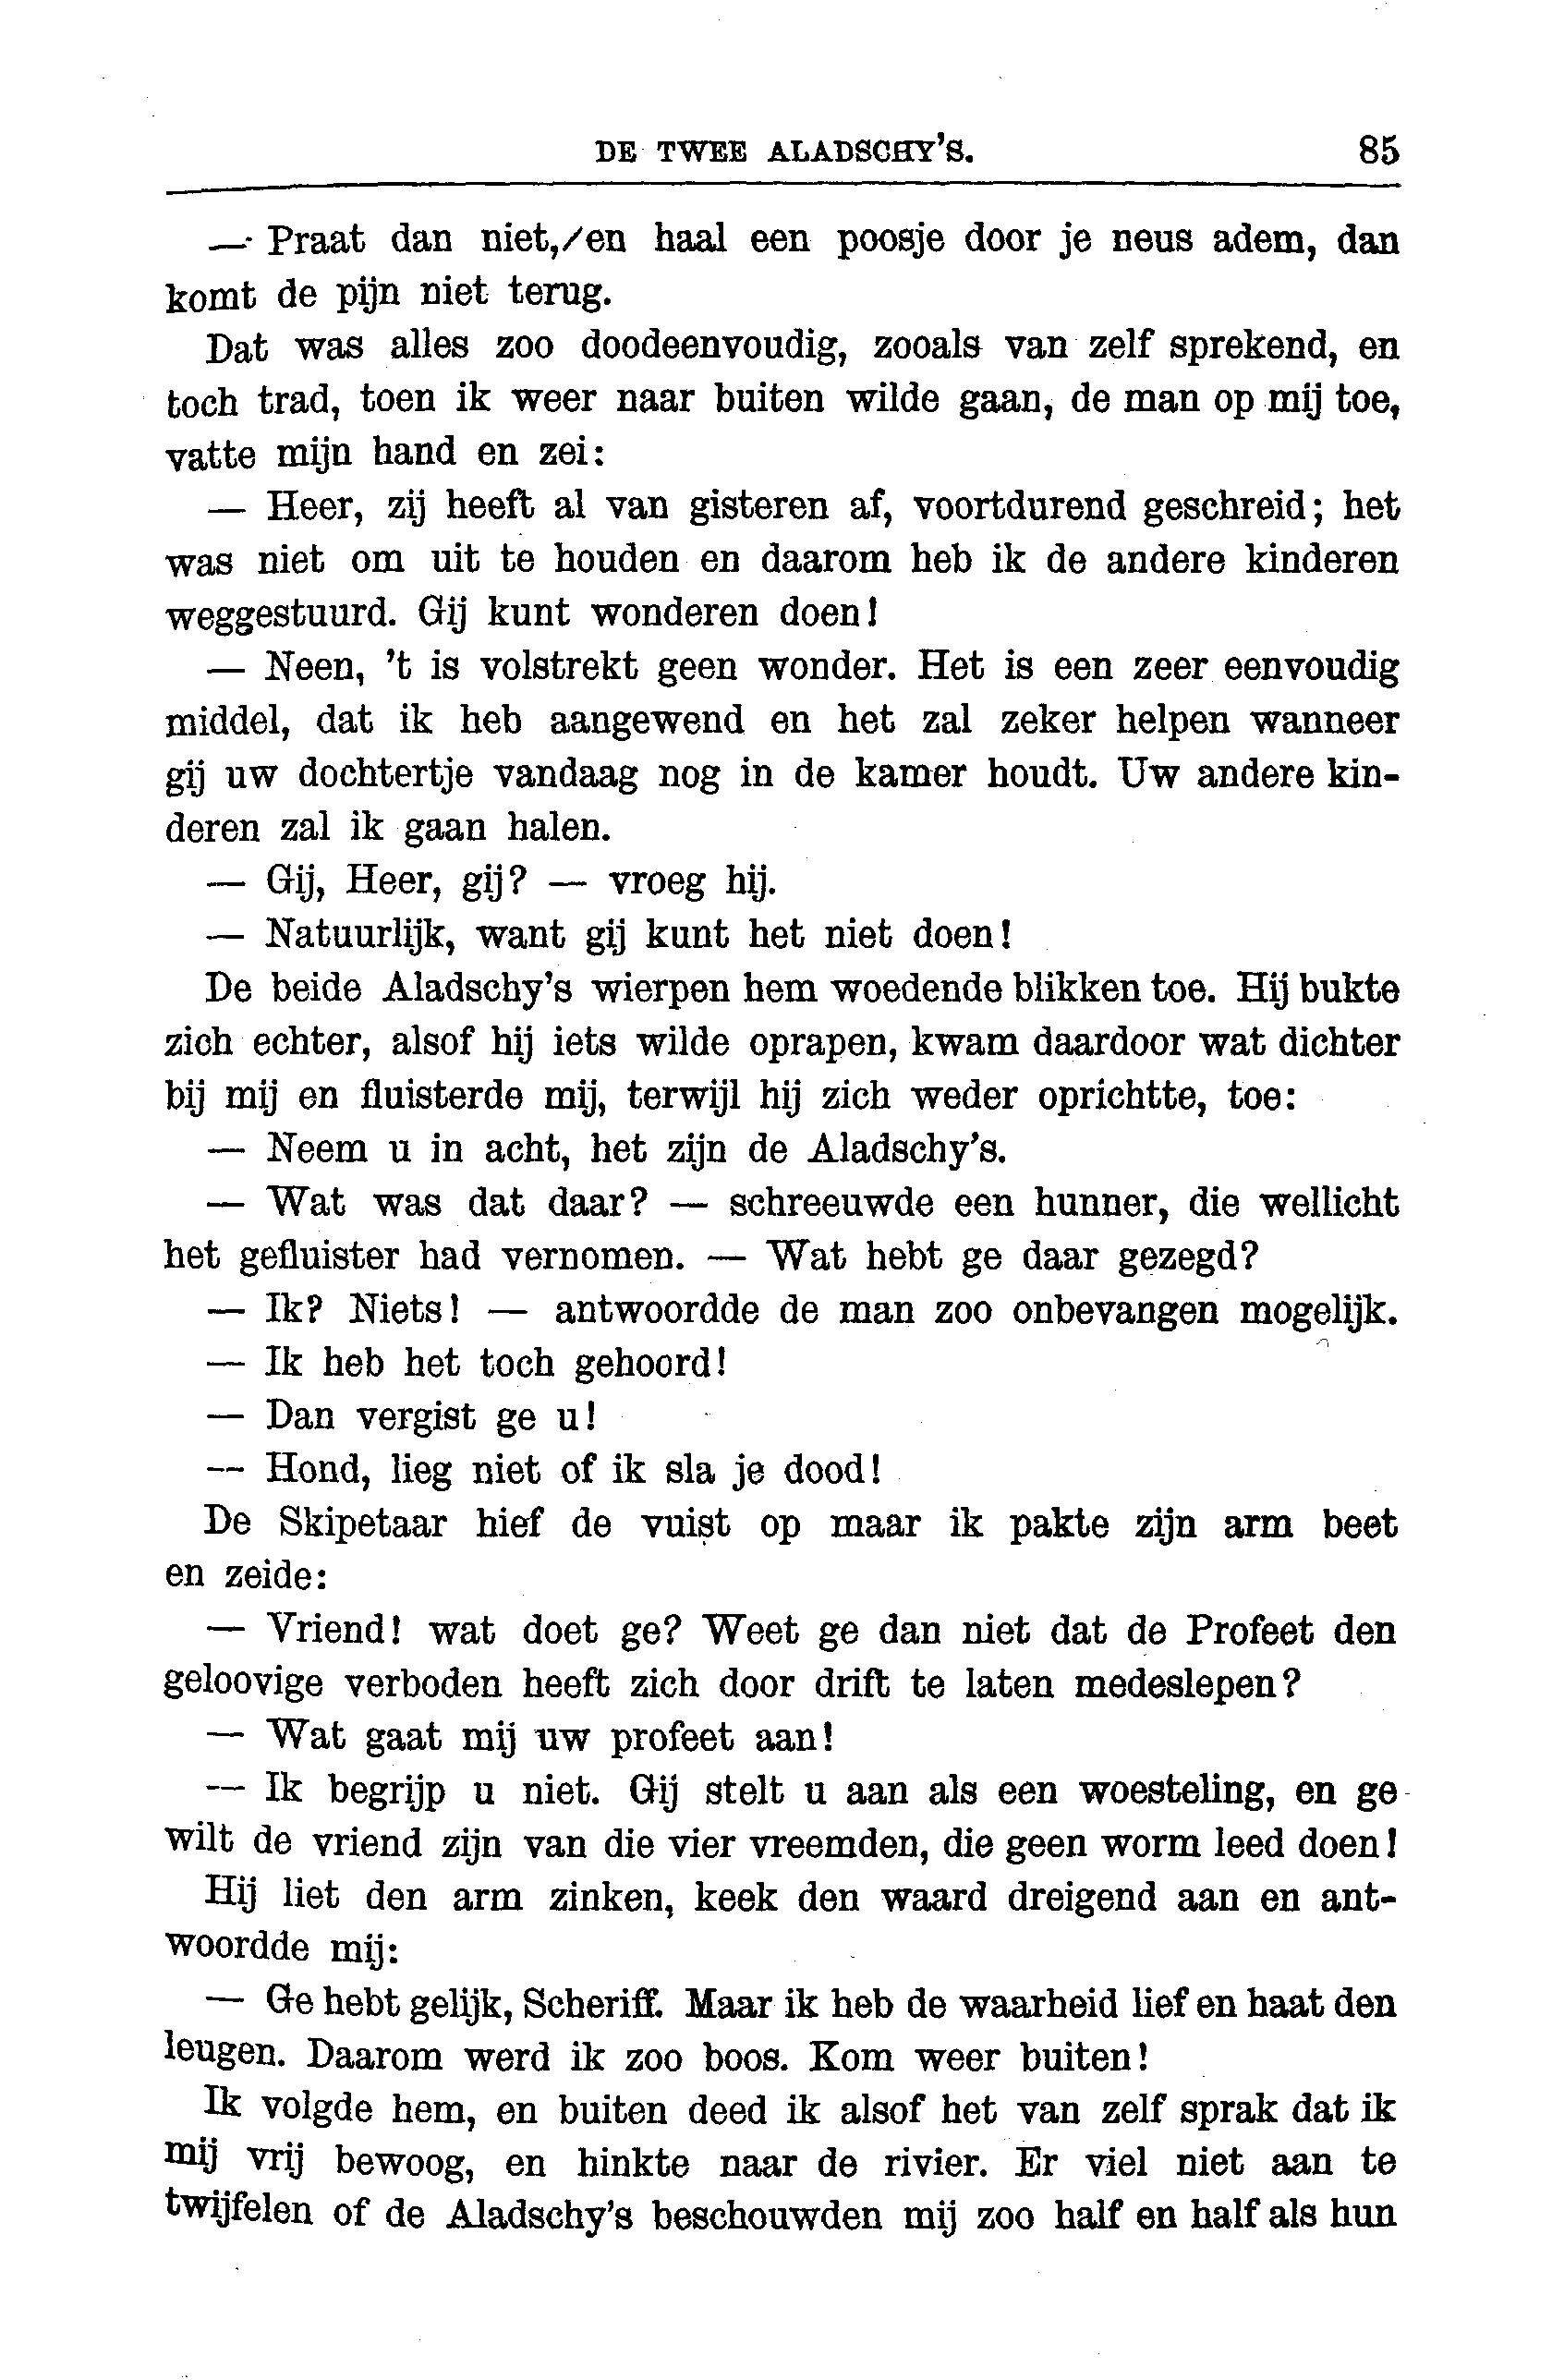 DE TWEE ALADSCHY'S. 85
— Praat dan niet, en haal een poosje door je neus adem, dan
komt de pijn niet terug.
Dat was alles zoo doodeenvoudig, zooals van zelf sprekend, en
toch trad, toen ik weer naar buiten wilde gaan, de man op mij toe,
vatte mijn hand en zei:
— Heer, zij heeft al van gisteren af, voortdurend geschreid; het
was niet om uit te houden en daarom heb ik de andere kinderen
weggestuurd. Gij kunt wonderen doen!
— Neen, 't is volstrekt geen wonder. Het is een zeer eenvoudig
middel, dat ik heb aangewend en het zal zeker helpen wanneer
gij uw dochtertje vandaag nog in de kamer houdt. Uw andere kin-
deren zal ik gaan halen.
— Gij, Heer, gij? — vroeg hij.
— Natuurlijk, want gij kunt het niet doen!
De beide Aladschy's wierpen hem woedende blikken toe. Hij bukte
zich echter, alsof hij iets wilde oprapen, kwam daardoor wat dichter
bij mij en fluisterde mij, terwijl hij zich weder oprichtte, toe:
— Neem u in acht, het zijn de Aladschy's.
— Wat was dat daar? — schreeuwde een hunner, die wellicht
het gefluister had vernomen. — Wat hebt ge daar gezegd?
— Ik? Niets! — antwoordde de man zoo onbevangen mogelijk.
— Ik heb het toch gehoord!
— Dan vergist ge u!
— Hond, lieg niet of ik sla je dood!
De Skipetaar hief de vuist op maar ik pakte zijn arm beet
en zeide:
— Vriend! wat doet ge? Weet ge dan niet dat de Profeet den
geloovige verboden heeft zich door drift te laten medeslepen?
— Wat gaat mij uw profeet aan!
— Ik begrijp u niet. Gij stelt u aan als een woesteling, en ge
wilt de vriend zijn van die vier vreemden, die geen worm leed doen!
Hij liet den arm zinken, keek den waard dreigend aan en ant-
woordde mij:
— Ge hebt gelijk, Scheriff. Maar ik heb de waarheid lief en haat den
leugen. Daarom werd ik zoo boos. Kom weer buiten!
Ik volgde hem, en buiten deed ik alsof het van zelf sprak dat ik
mij vrij bewoog, en hinkte naar de rivier. Er viel niet aan te
twijfelen of de Aladschy's beschouwden mij zoo half en half als hun